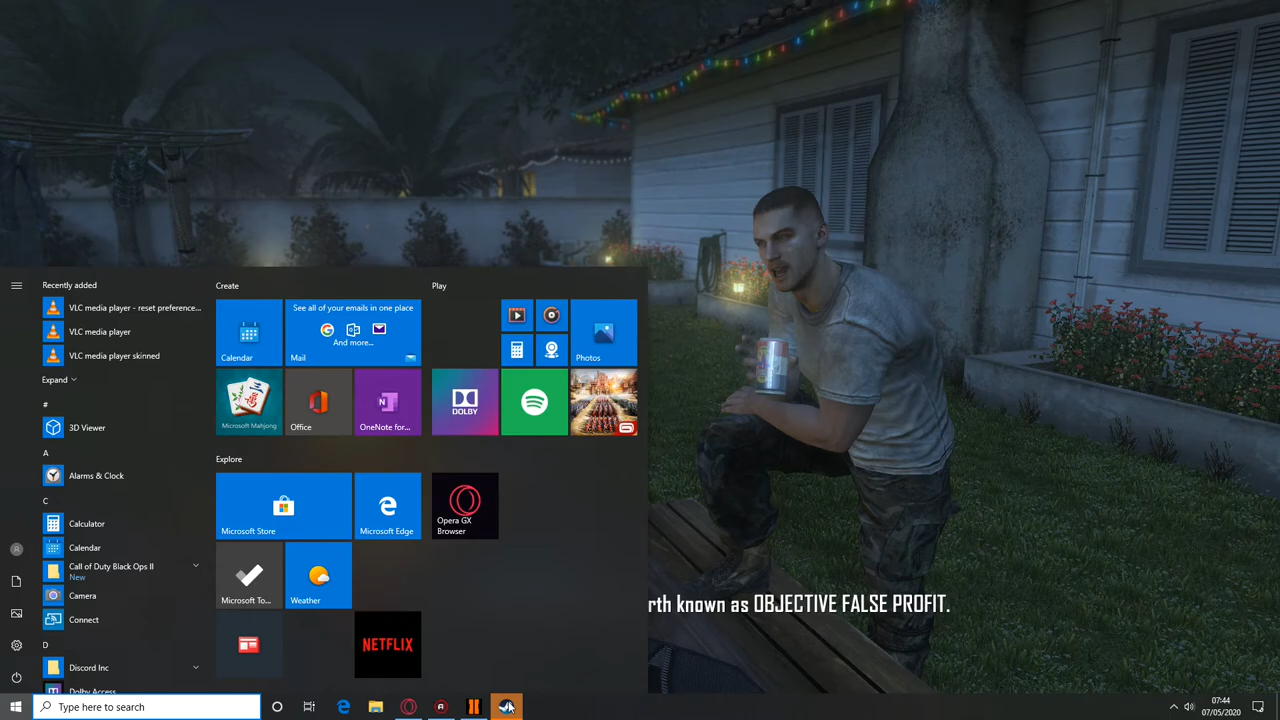 Recently added
VLC media player - reset preference...
VLC media player
VLC media player skinned
Expand
#
3D Viewer
A
Alarms & Clock
C
Calculator
Calendar
Call of Duty Black Ops II
New
Camera
Connect
D
Discord Inc
Dolby Access
Create
See all of your emails in one place
And more...
Calendar
Mail
Microsoft Mahjong
Office
OneNote for...
Explore
Microsoft Store
Microsoft Edge
Microsoft To...
Weather
NETFLIX
Play
Photos
DOLBY
Opera GX
Browser
rth known as OBJECTIVE FALSE PROFIT.
Type here to search
07:44
07/05/2020